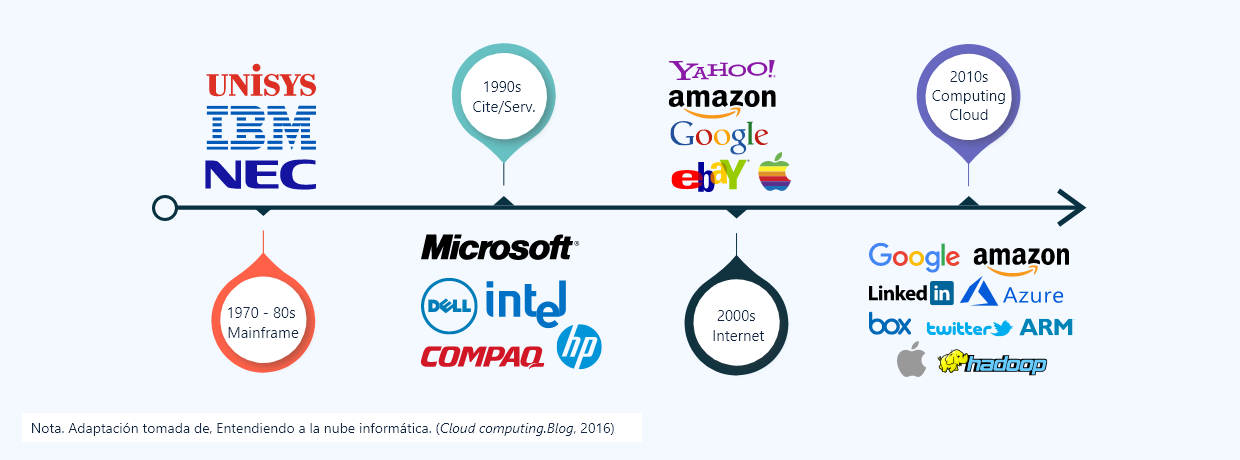 UNiSYS
IBM
NEC
1970 - 80s
Mainframe
1990s
Cite/Serv.
Microsoft®
DELL
intel
COMPAQ
hp
YAHOO!
amazon
Google
ebaY
2000s
Internet
2010s
Computing
Cloud
Google
amazon
Linked in
Azure
box
twitter
ARM
hadoop
Nota. Adaptación tomada de, Entendiendo a la nube informática. (Cloud computing.Blog, 2016)